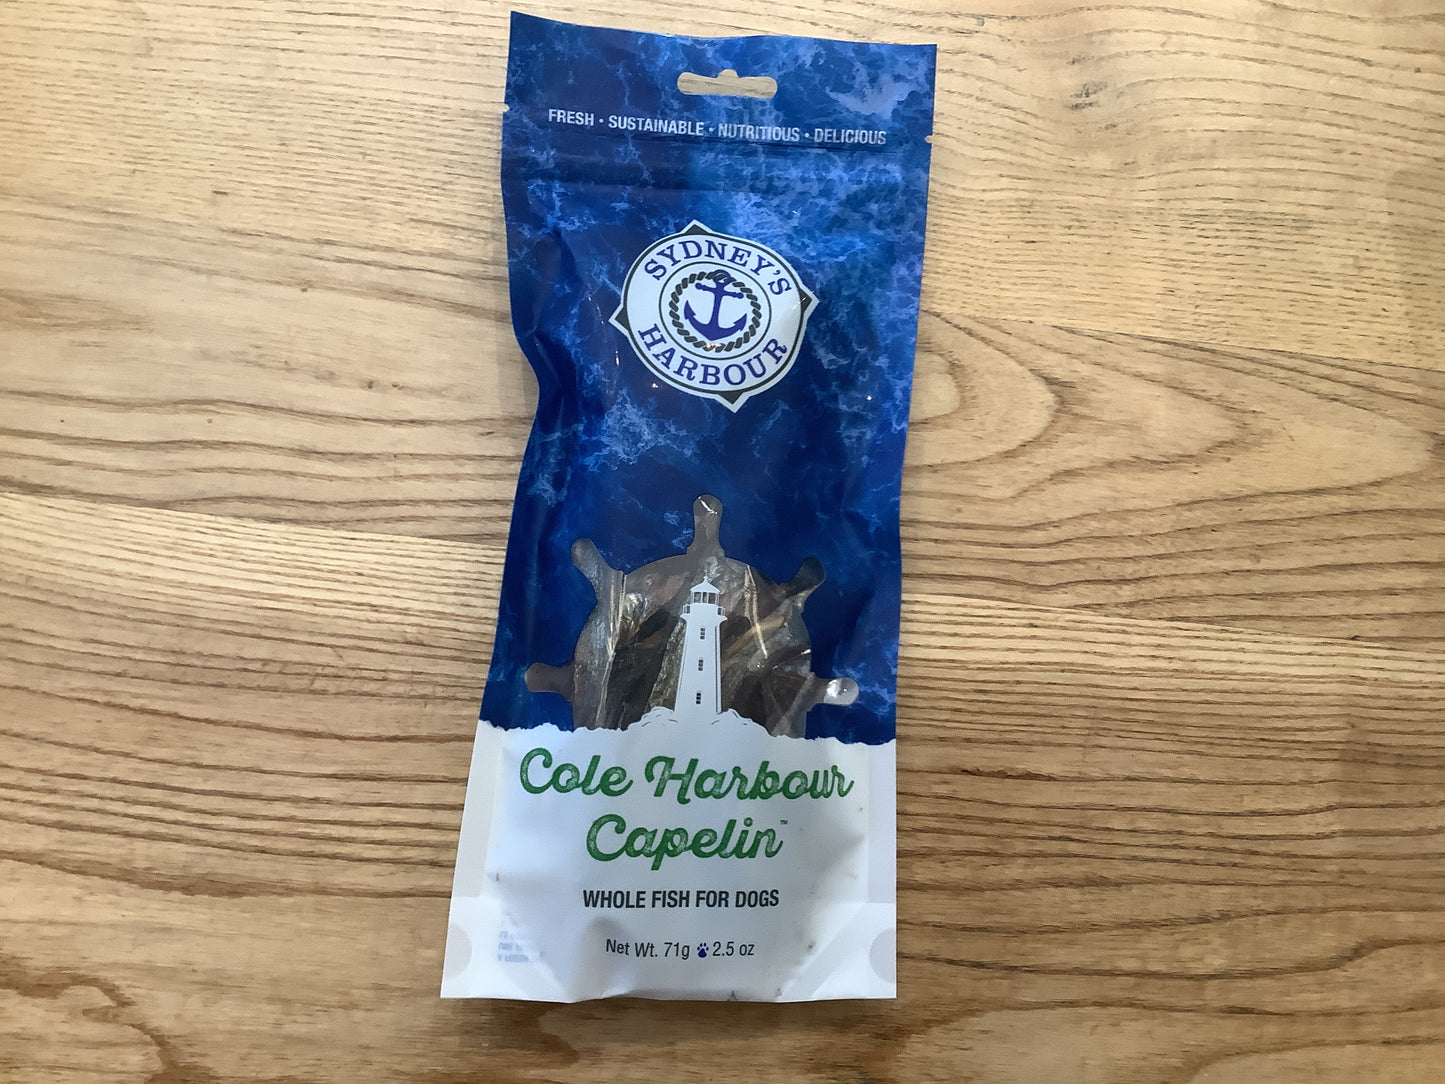 FRESH • SUSTAINABLE • NUTRITIOUS • DELICIOUS
SYDNEY'S
HARBOUR
Cole Harbour
Capelin™
WHOLE FISH FOR DOGS
Net Wt. 71g 2.5 oz